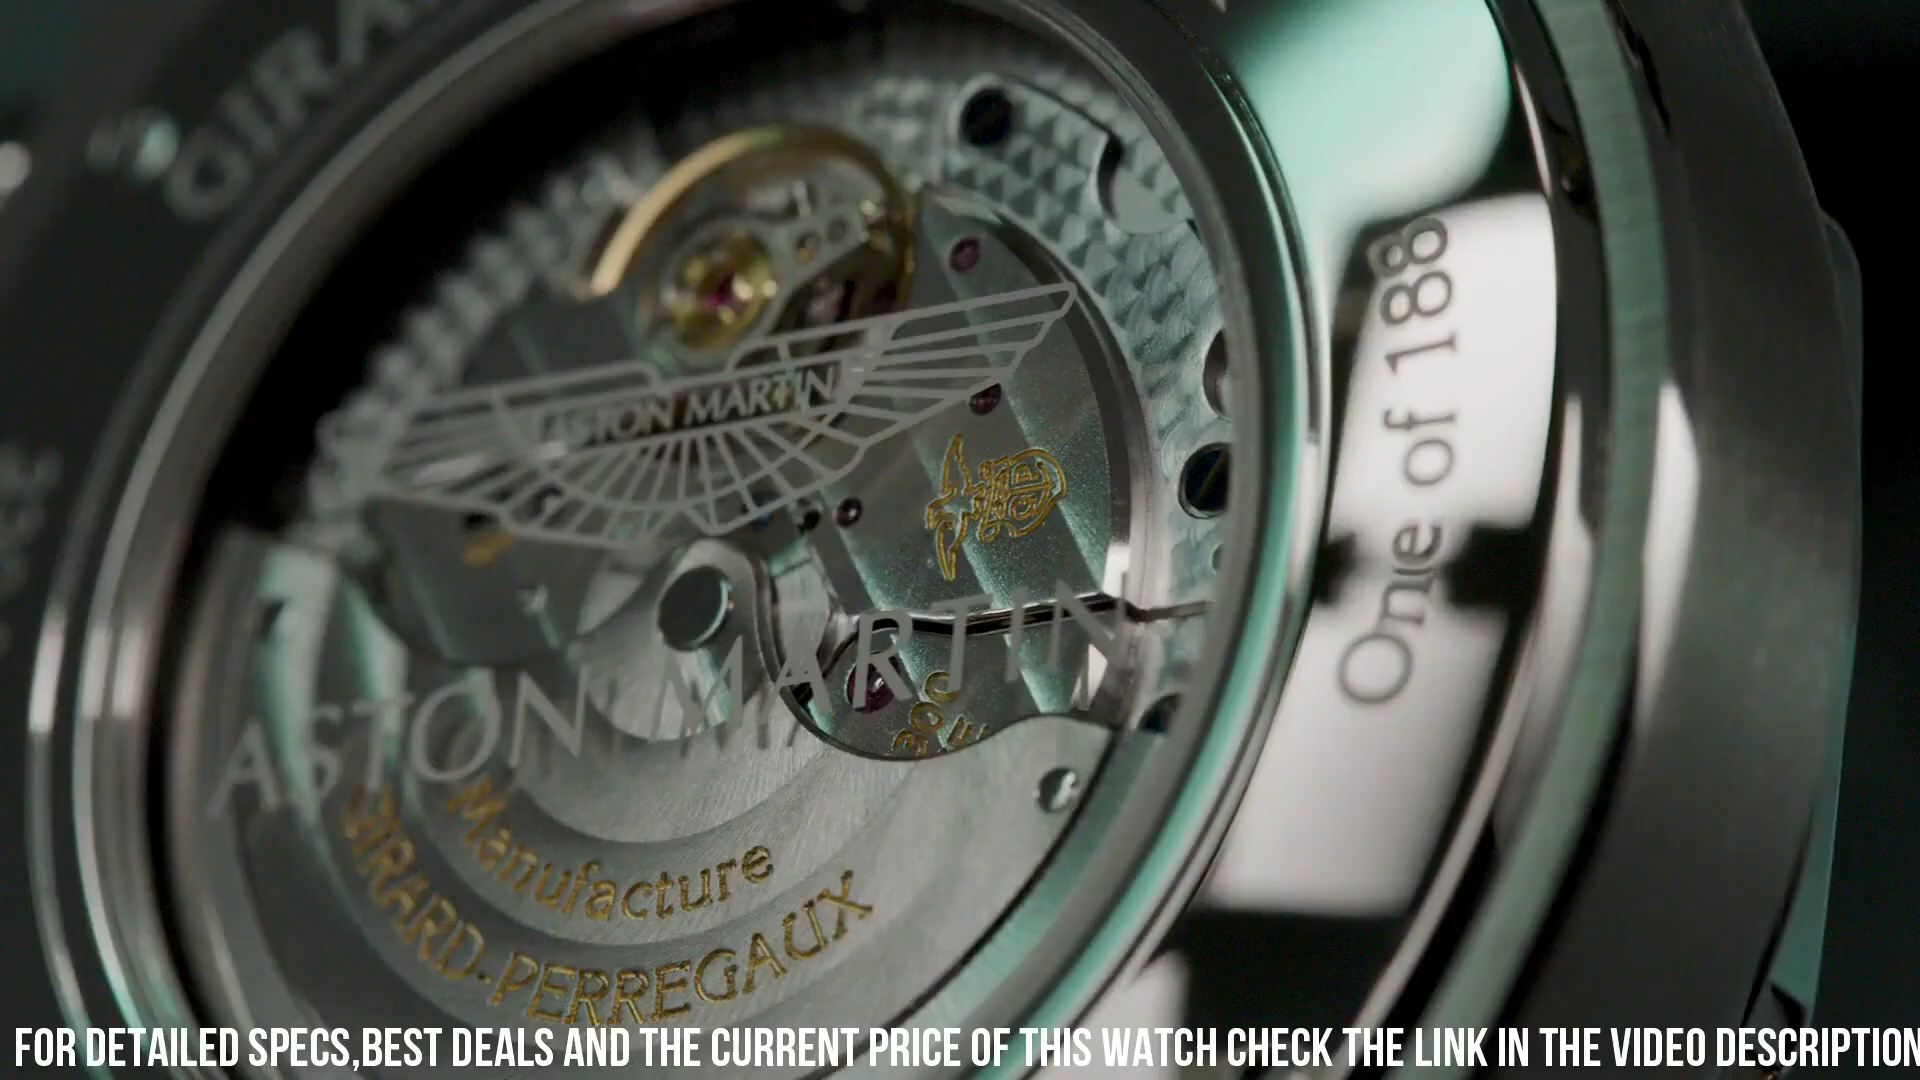 GIRA
ASTON MARTIN
One of 188
ASTON MARTIN
Manufacture
GIRARD-PERREGAUX
FOR DETAILED SPECS,BEST DEALS AND THE CURRENT PRICE OF THIS WATCH CHECK THE LINK IN THE VIDEO DESCRIPTION